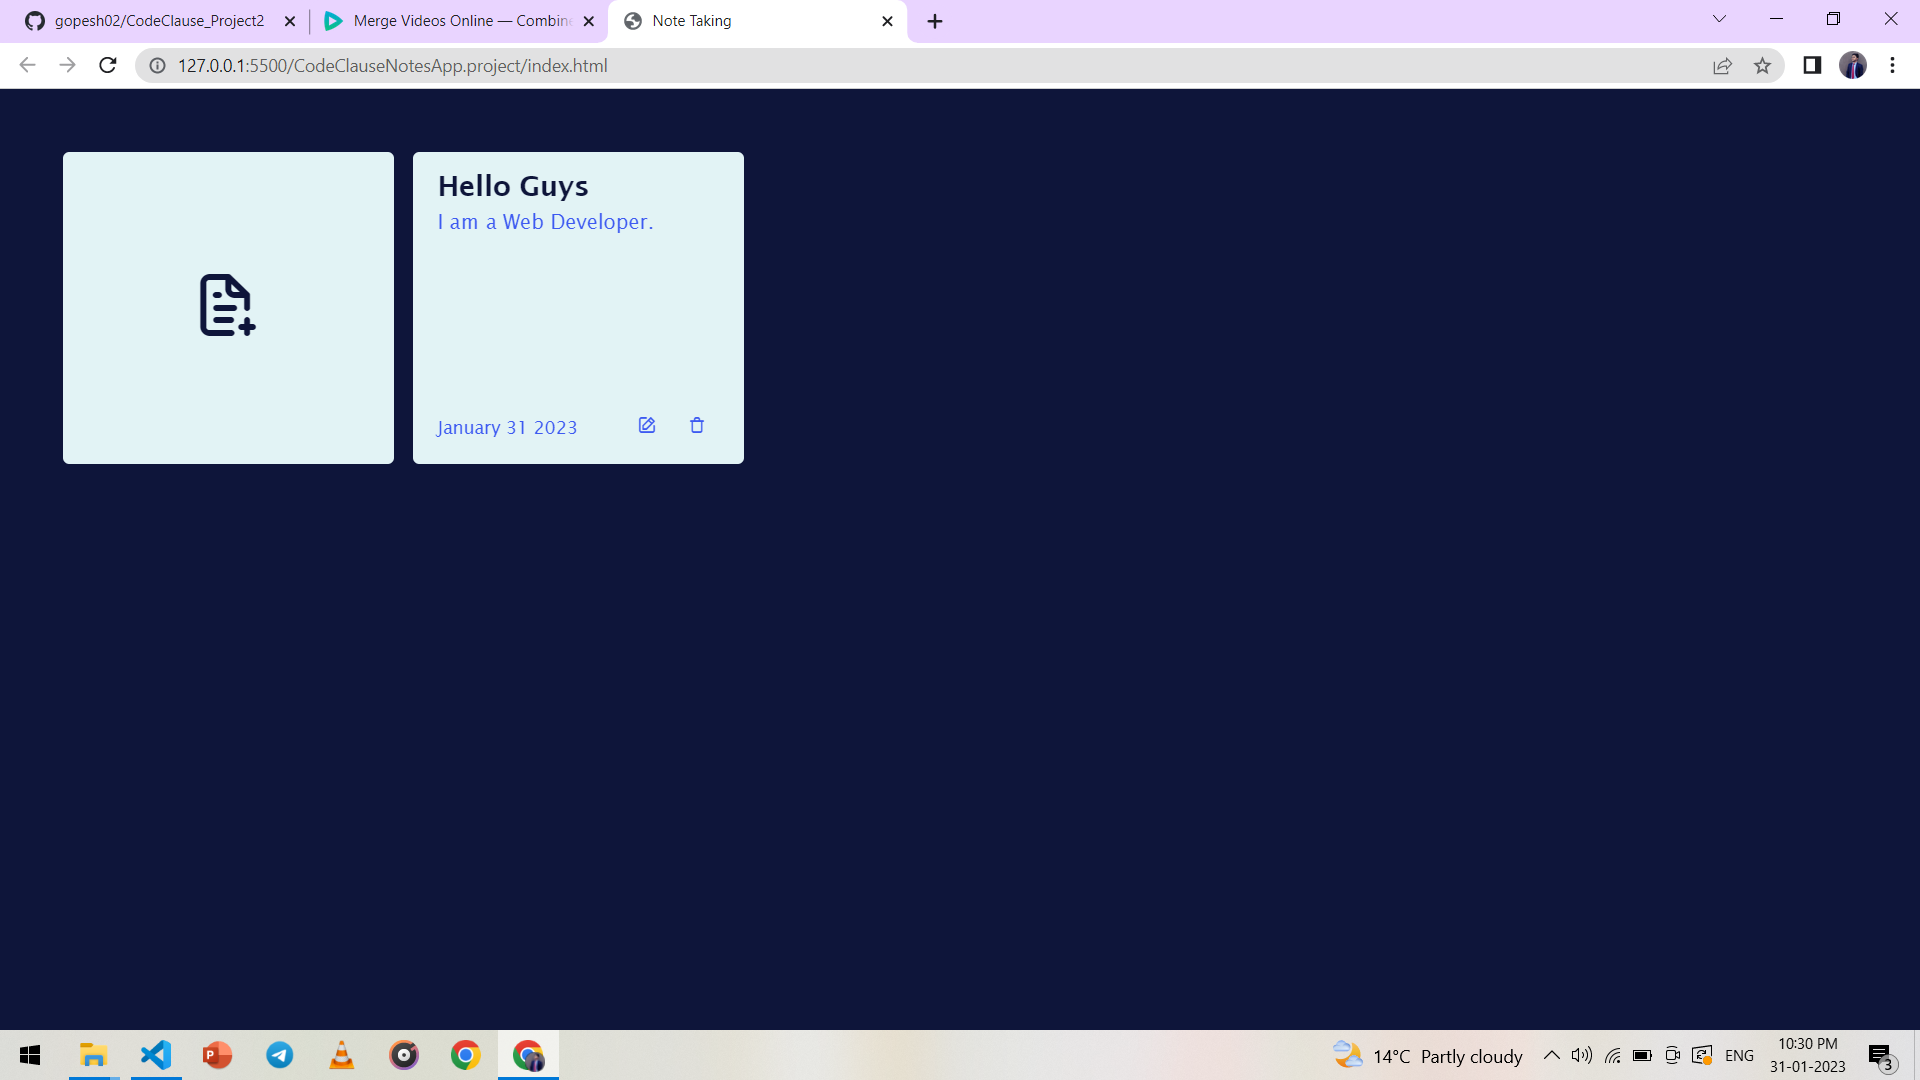 gopesh02/CodeClause_Project2
Merge Videos Online — Combine
Note Taking
127.0.0.1:5500/CodeClauseNotesApp.project/index.html
Hello Guys
I am a Web Developer.
January 31 2023
14°C Partly cloudy
ENG
10:30 PM
31-01-2023
3